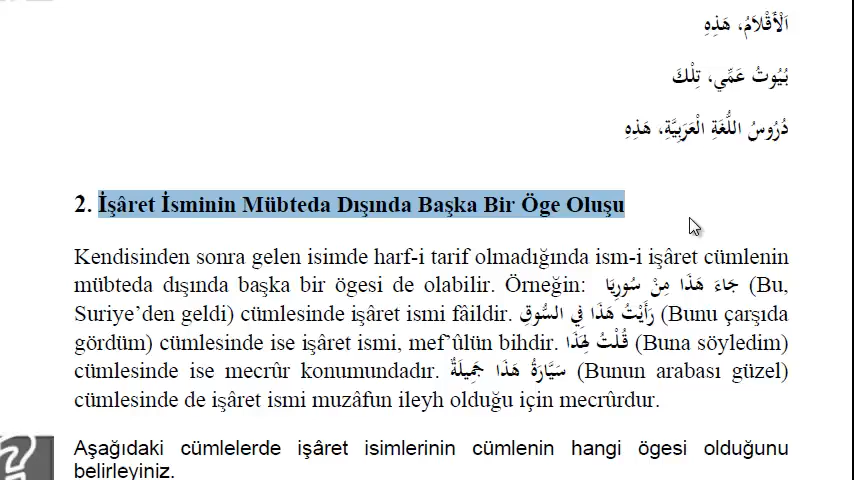 اَلْأَقْلَامُ، هَذِهِ
بُيُوتُ عَمِّي، تِلْكَ
دُرُوسُ اللُّغَةِ الْعَرَبِيَّةِ، هَذِهِ
2. İşâret İsminin Mübteda Dışında Başka Bir Öge Oluşu
Kendisinden sonra gelen isimde harf-i tarif olmadığında ism-i işâret cümlenin
mübteda dışında başka bir ögesi de olabilir. Örneğin: جَاءَ هَذَا مِنْ سُورِيَا (Bu,
Suriye’den geldi) cümlesinde işâret ismi fâildir. رَأَيْتُ هَذَا فِي السُّوقِ (Bunu çarşıda
gördüm) cümlesinde ise işâret ismi, mef‘ûlün bihdir. قُلْتُ لِهَذَا (Buna söyledim)
cümlesinde ise mecrûr konumundadır. سَيَّارَةُ هَذَا جَمِيلَةٌ (Bunun arabası güzel)
cümlesinde de işâret ismi muzâfun ileyh olduğu için mecrûrdur.
Aşağıdaki cümlelerde işâret isimlerinin cümlenin hangi ögesi olduğunu
belirleyiniz.